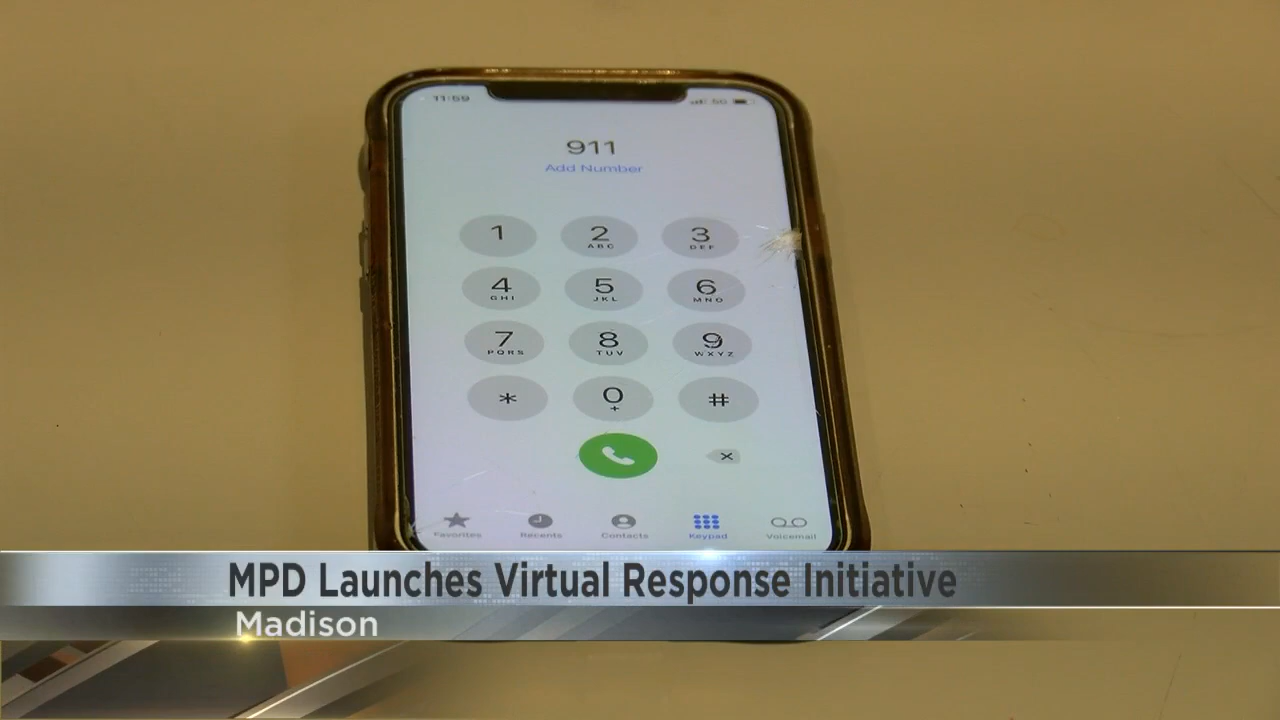 11:59 5G
911
Add Number
1 2 3
ABC DEF
4 5 6
GHI JKL MNO
7 8 9
PQRS TUV WXYZ
* 0 #
+
Favorites Recents Contacts Keypad Voicemail
MPD Launches Virtual Response Initiative
Madison